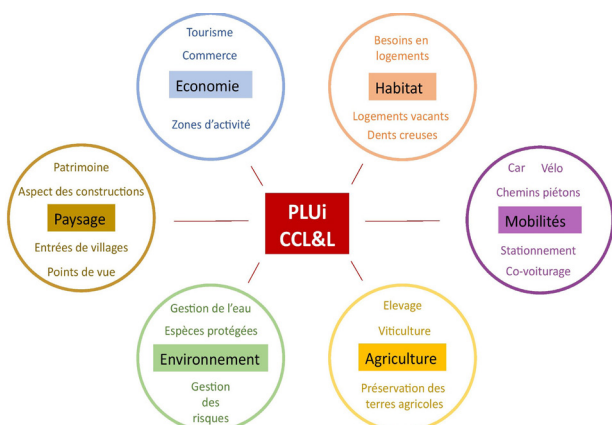 Tourisme
Commerce
Economie
Zones d'activité
Besoins en
logements
Habitat
Logements vacants
Dents creuses
Patrimoine
Aspect des constructions
Paysage
Entrées de villages
Points de vue
PLUi
CCL&L
Car Vélo
Chemins piétons
Mobilités
Stationnement
Co-voiturage
Gestion de l'eau
Espèces protégées
Environnement
Gestion
des
risques
Elevage
Viticulture
Agriculture
Préservation des
terres agricoles